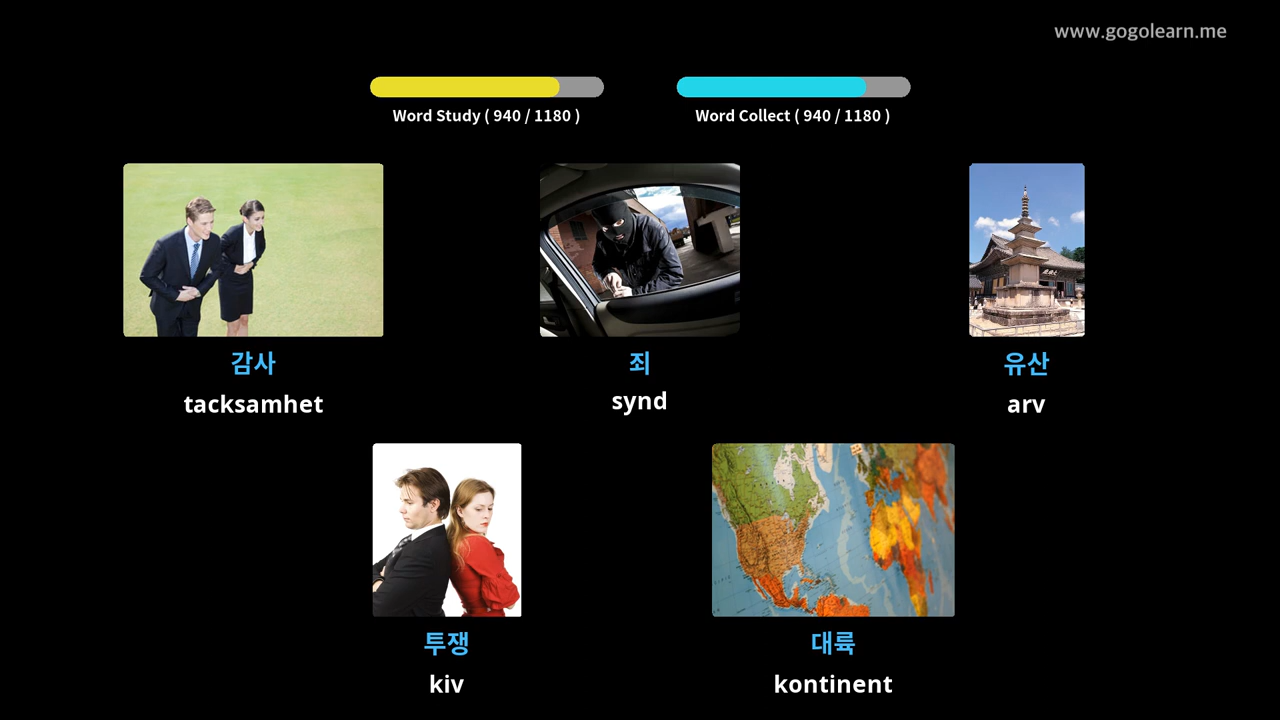 www.gogolearn.me
Word Study ( 940 / 1180 )
Word Collect ( 940 / 1180 )
감사
죄
유산
tacksamhet
synd
arv
투쟁
대륙
kiv
kontinent